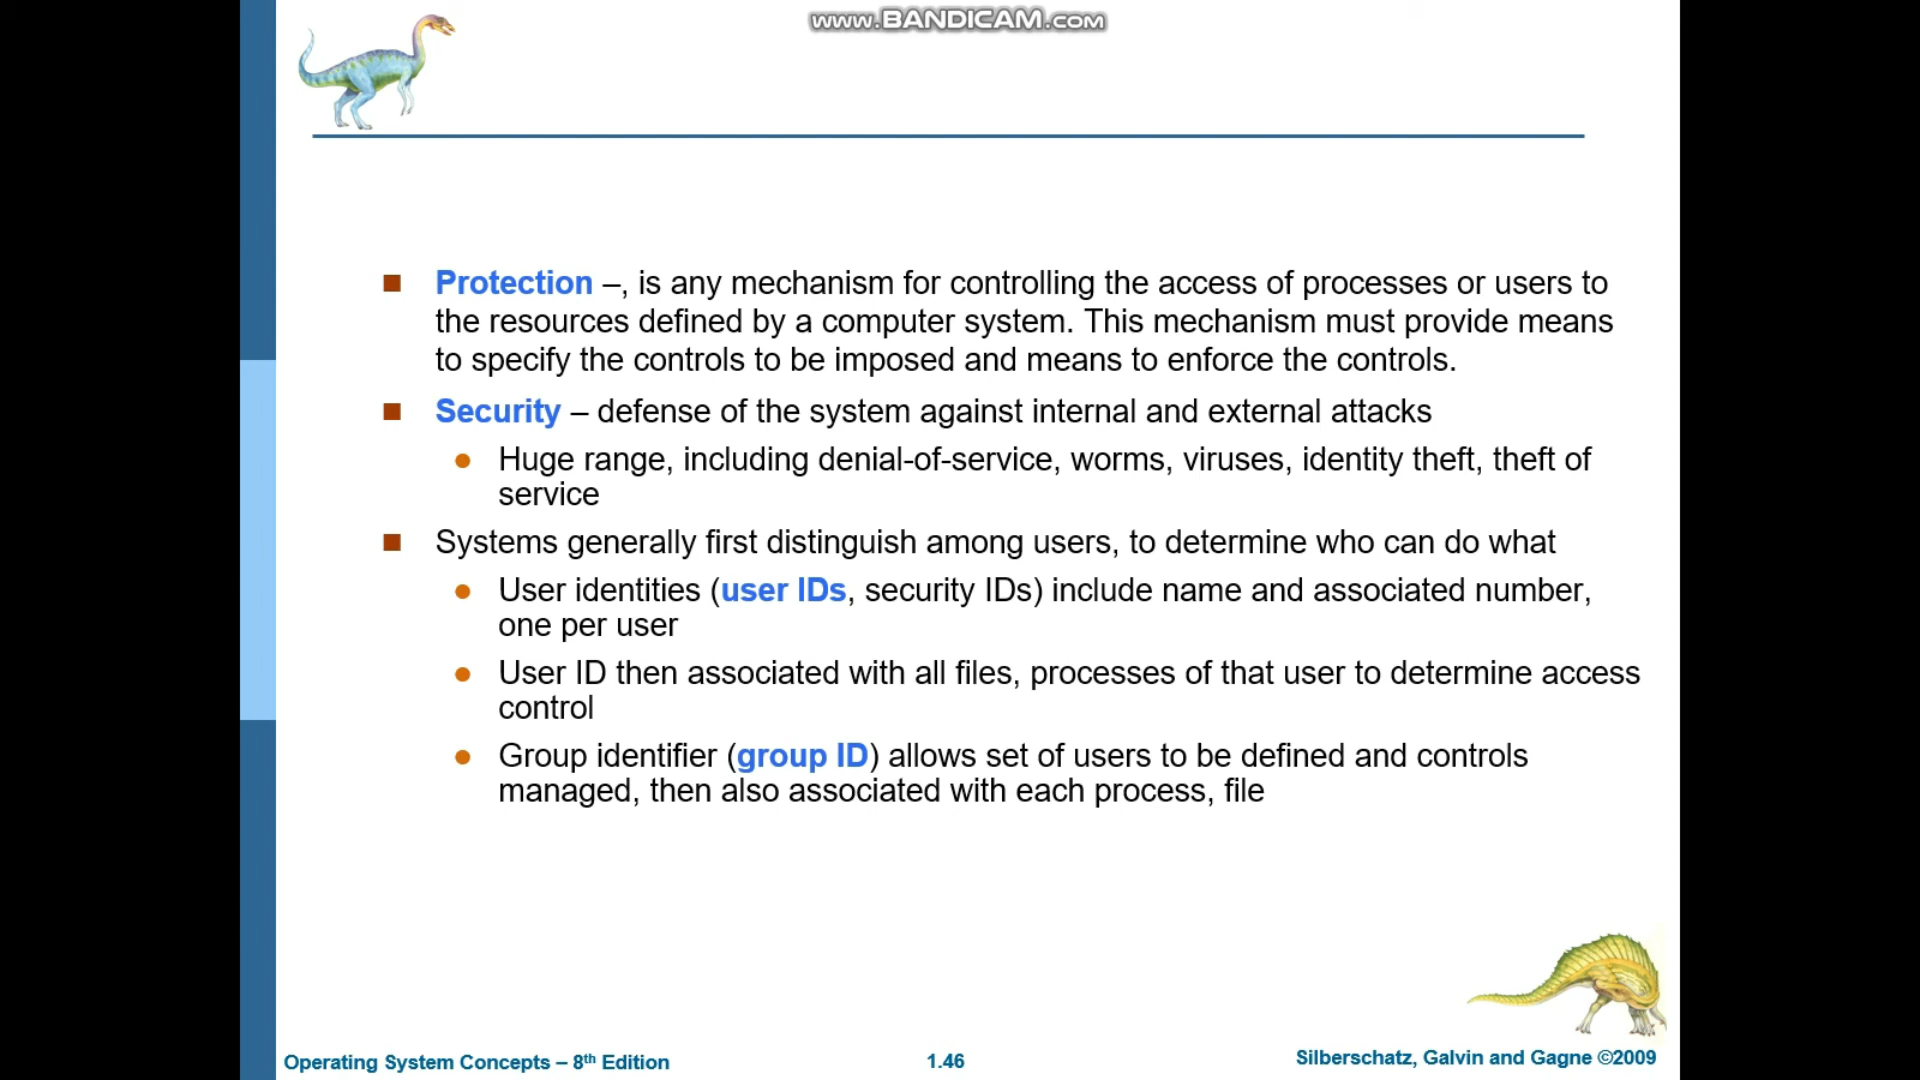 www.BANDICAM.com
Protection –, is any mechanism for controlling the access of processes or users to
the resources defined by a computer system. This mechanism must provide means
to specify the controls to be imposed and means to enforce the controls.
Security – defense of the system against internal and external attacks
Huge range, including denial-of-service, worms, viruses, identity theft, theft of
service
Systems generally first distinguish among users, to determine who can do what
User identities (user IDs, security IDs) include name and associated number,
one per user
User ID then associated with all files, processes of that user to determine access
control
Group identifier (group ID) allows set of users to be defined and controls
managed, then also associated with each process, file
Operating System Concepts – 8th Edition
1.46
Silberschatz, Galvin and Gagne ©2009